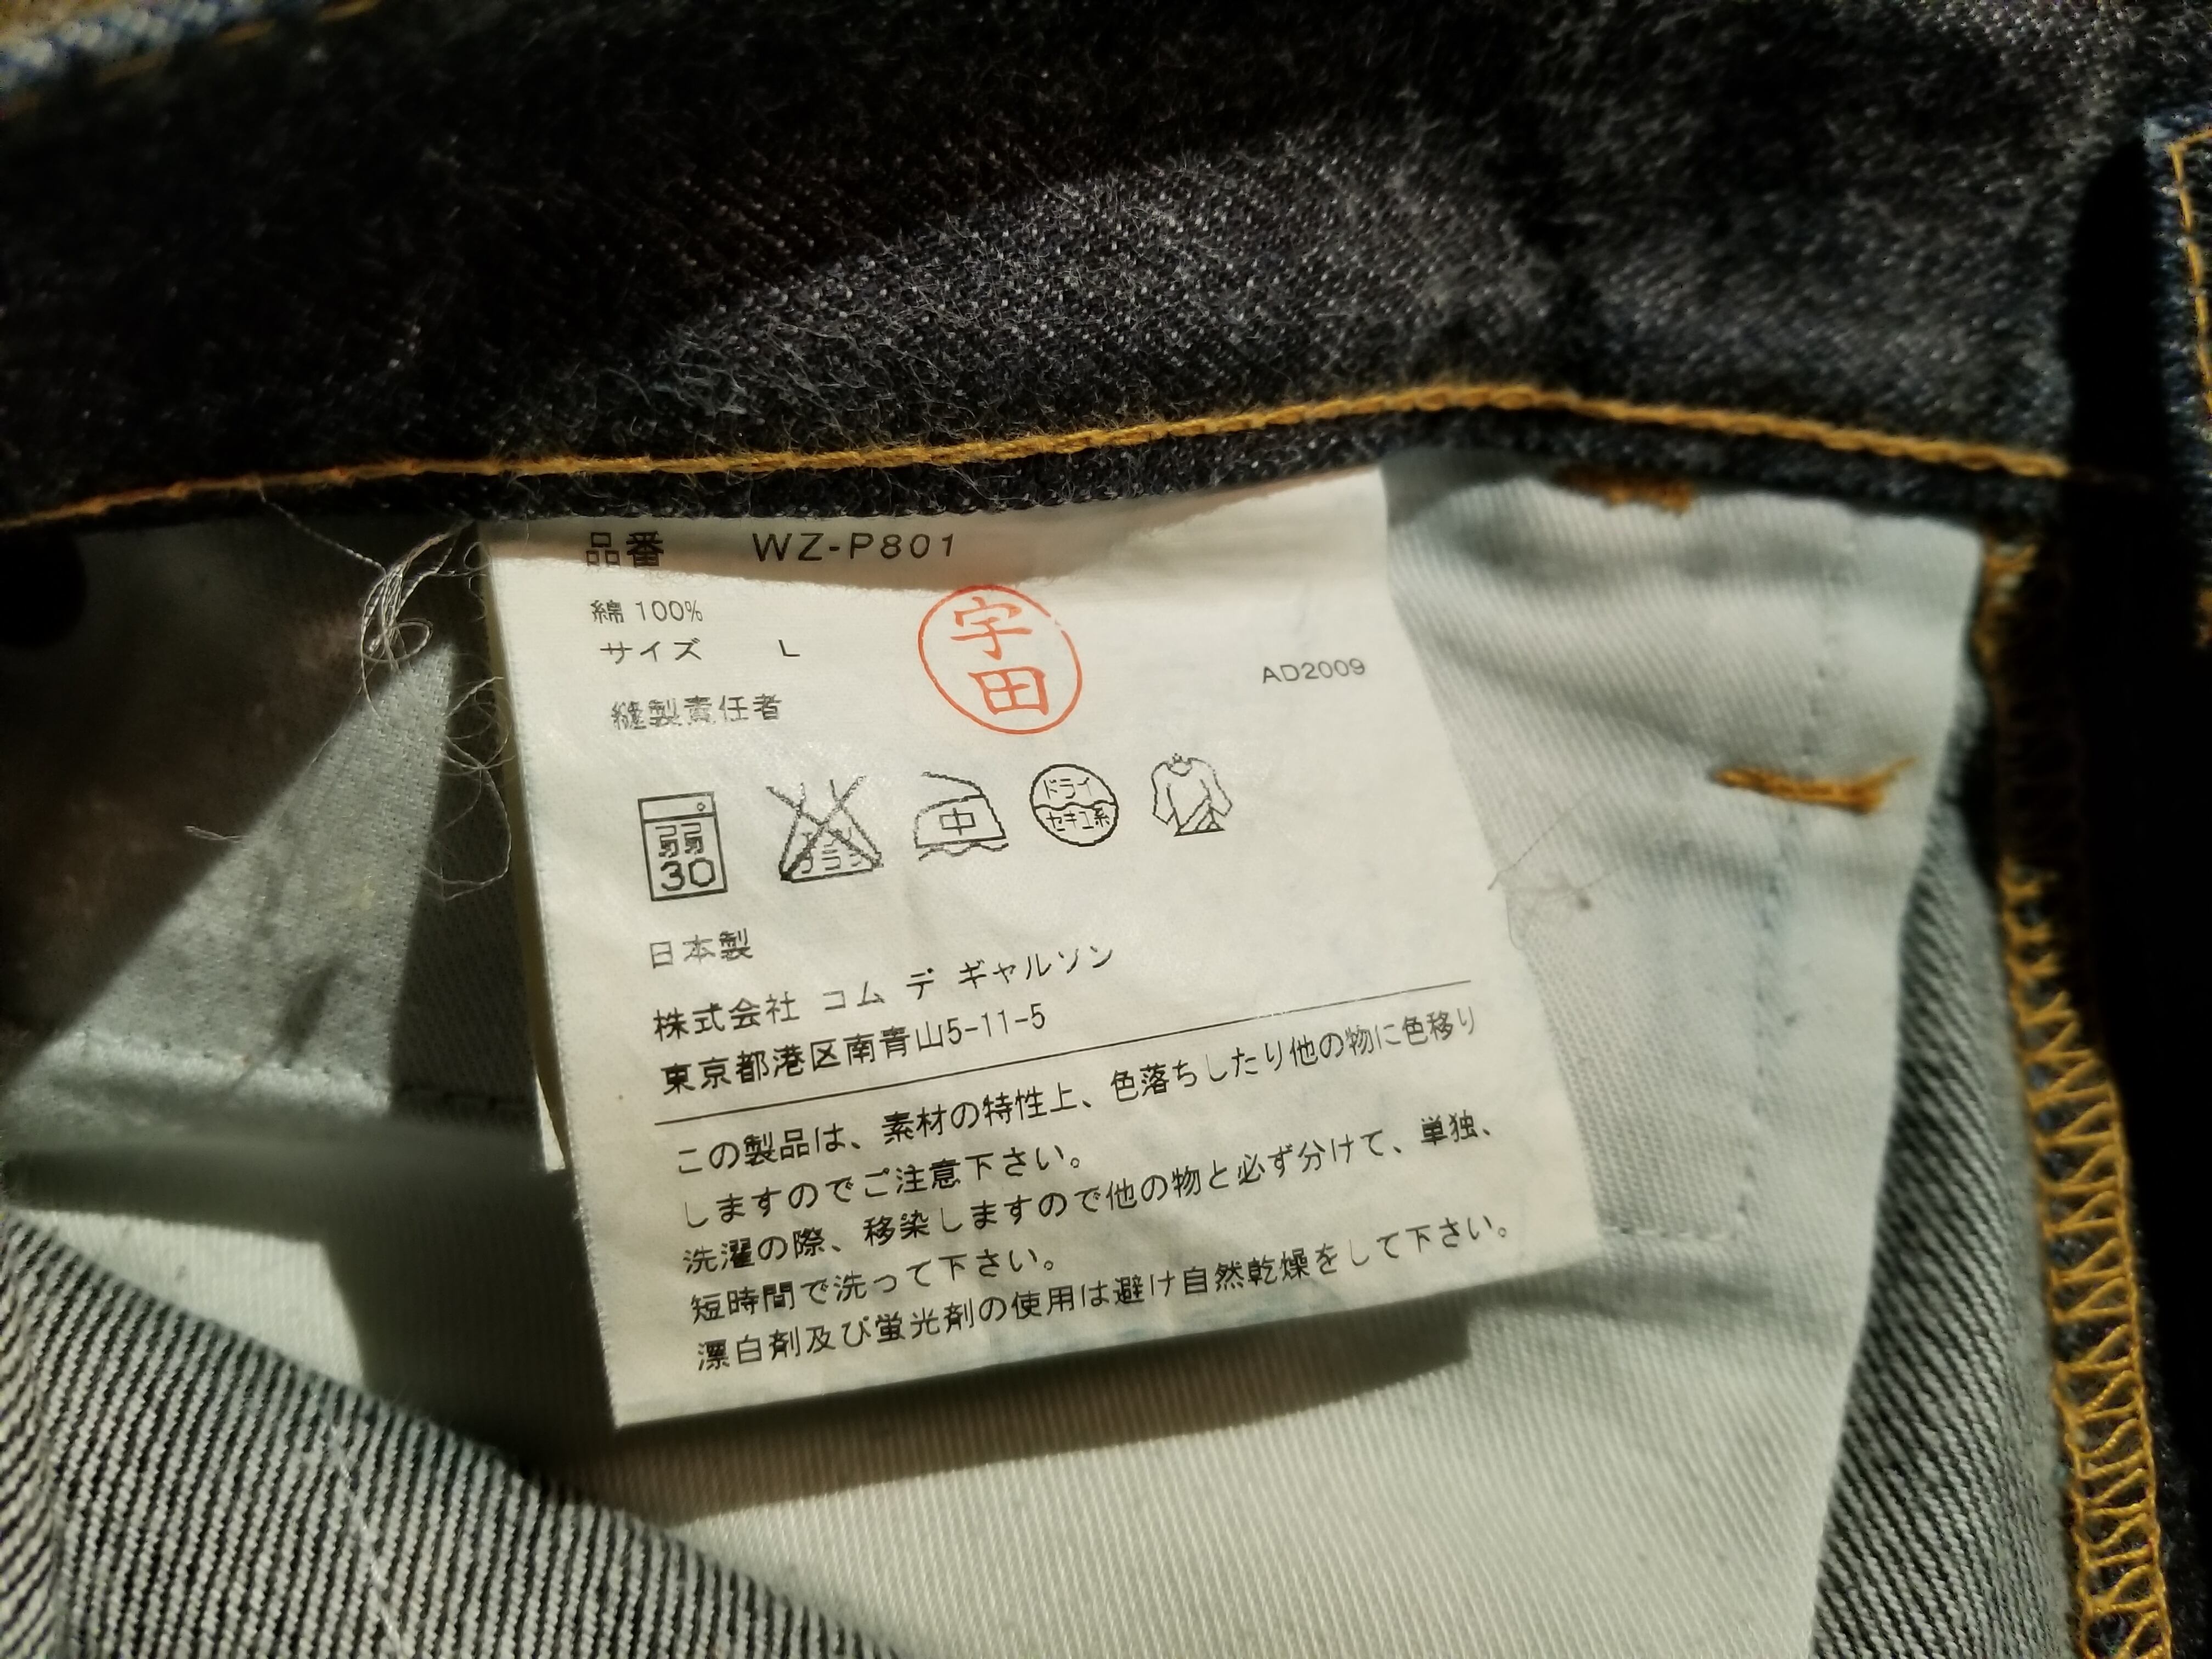 品番 WZ-P801
綿 100%
サイズ L
宇田
AD2009
縫製責任者
弱
30
中
ドライ
セキユ系
日本製
株式会社 コム デ ギャルソン
東京都港区南青山5-11-5
この製品は、素材の特性上、色落ちしたり他の物に色移り
しますのでご注意下さい。
洗濯の際、移染しますので他の物と必ず分けて、単独、
短時間で洗って下さい。
漂白剤及び蛍光剤の使用は避け自然乾燥をして下さい。